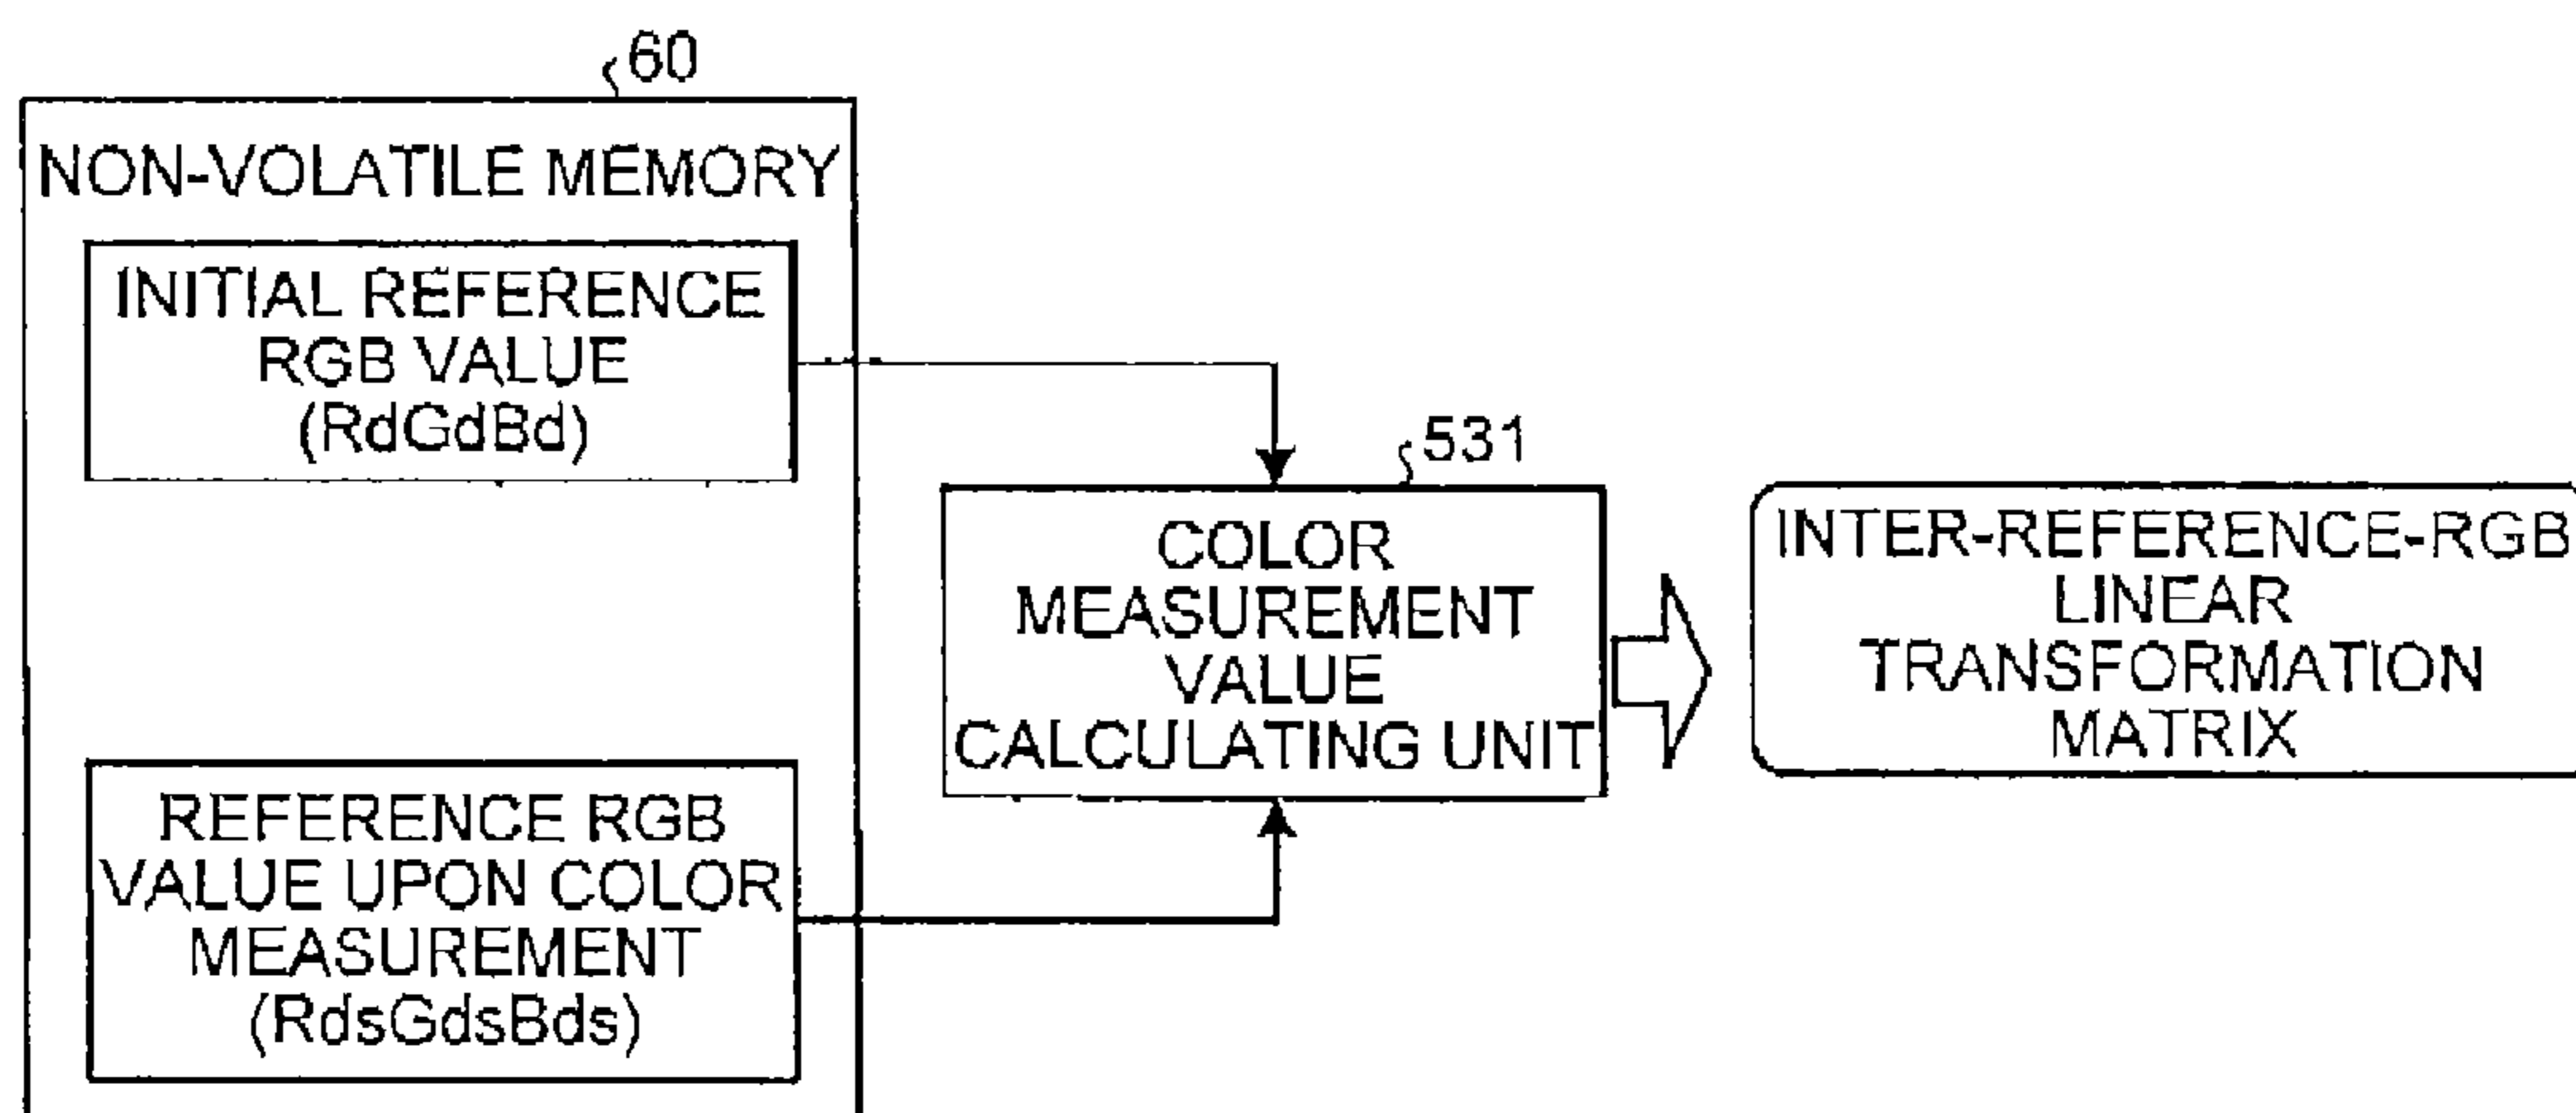 60
NON-VOLATILE MEMORY
INITIAL REFERENCE
RGB VALUE
(RdGdBd)
531
COLOR
MEASUREMENT
VALUE
CALCULATING UNIT
INTER-REFERENCE-RGB
LINEAR
TRANSFORMATION
MATRIX
REFERENCE RGB
VALUE UPON COLOR
MEASUREMENT
(RdsGdsBds)